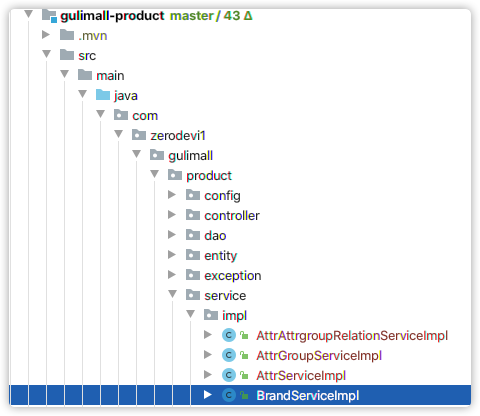 gulimall-product master / 43 Δ
.mvn
src
main
java
com
zerodevi1
gulimall
product
config
controller
dao
entity
exception
service
impl
AttrAttrgroupRelationServiceImpl
AttrGroupServiceImpl
AttrServiceImpl
BrandServiceImpl